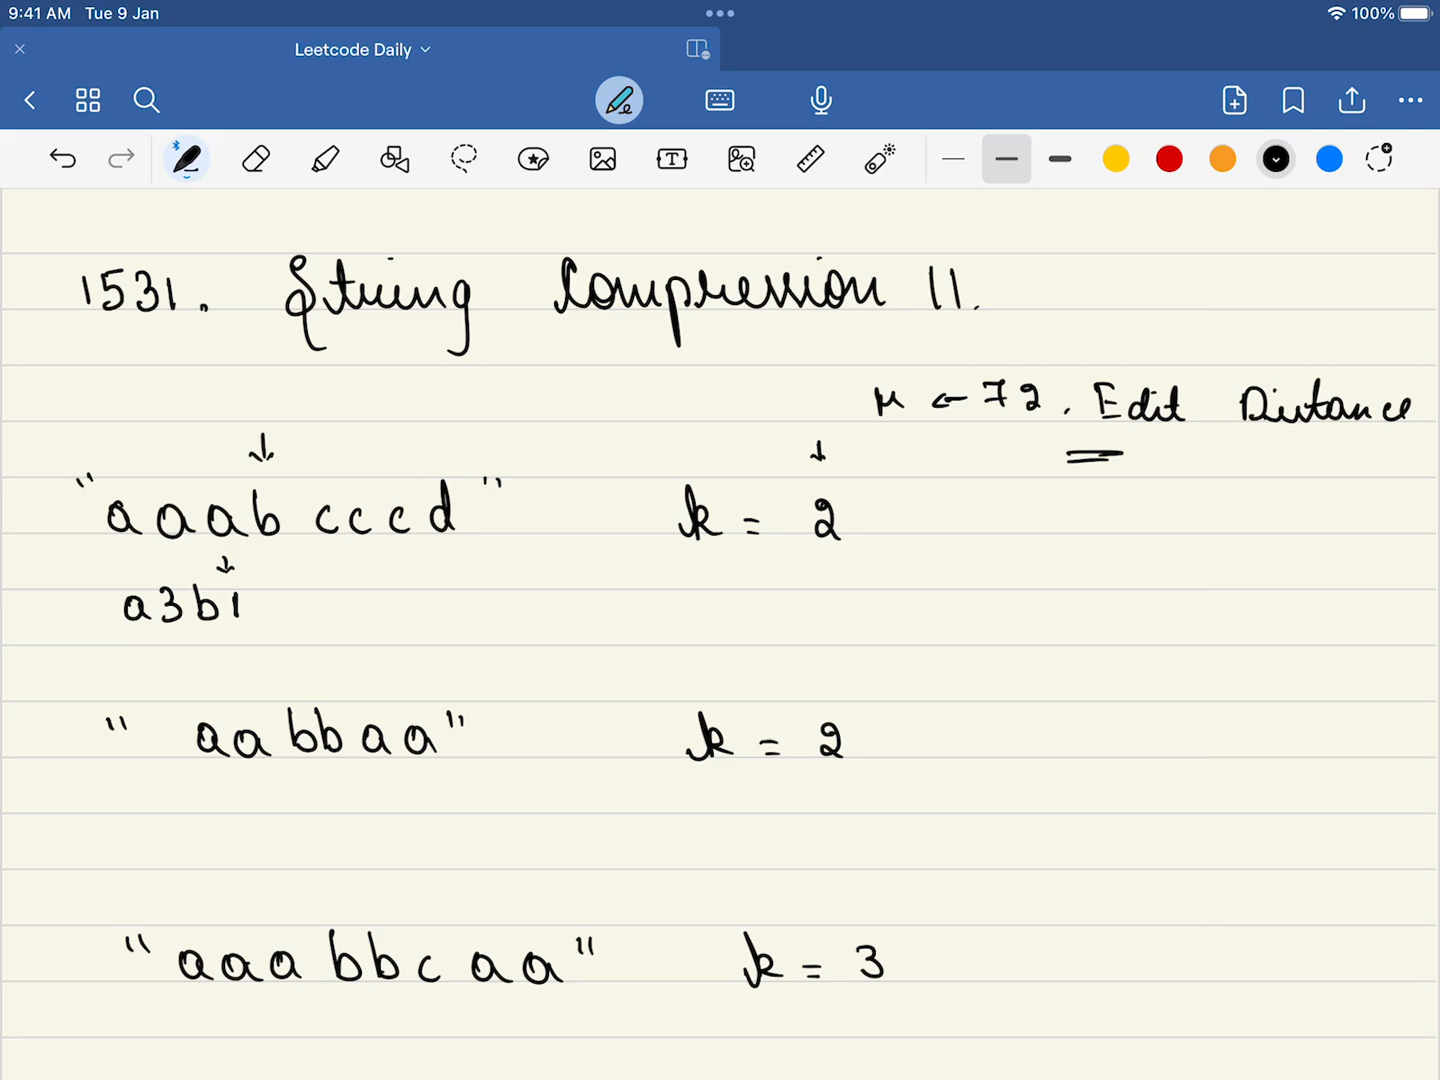 9:41 AM Tue 9 Jan
100%
Leetcode Daily
1531. String Compression II.
← 72. Edit Distance
"aaabcccd" k = 2
a3b1
"aabbaa" k = 2
"aaabbcaa" k = 3